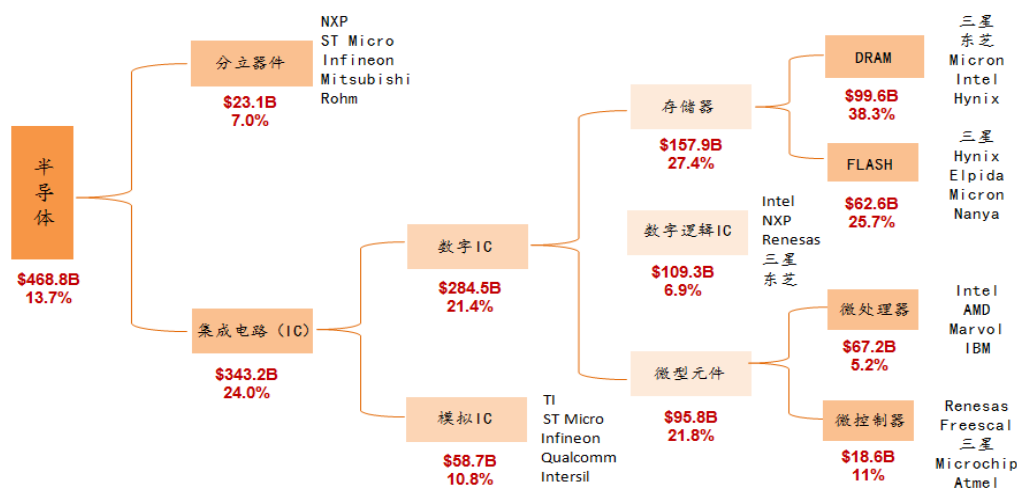 半
导
体
$468.8B
13.7%
分立器件
$23.1B
7.0%
NXP
ST Micro
Infineon
Mitsubishi
Rohm
集成电路 (IC)
$343.2B
24.0%
数字IC
$284.5B
21.4%
模拟IC
$58.7B
10.8%
TI
ST Micro
Infineon
Qualcomm
Intersil
存储器
$157.9B
27.4%
数字逻辑IC
$109.3B
6.9%
Intel
NXP
Renesas
三星
东芝
微型元件
$95.8B
21.8%
DRAM
$99.6B
38.3%
三星
东芝
Micron
Intel
Hynix
FLASH
$62.6B
25.7%
三星
Hynix
Elpida
Micron
Nanya
微处理器
$67.2B
5.2%
Intel
AMD
Marvol
IBM
微控制器
$18.6B
11%
Renesas
Freescal
三星
Microchip
Atmel